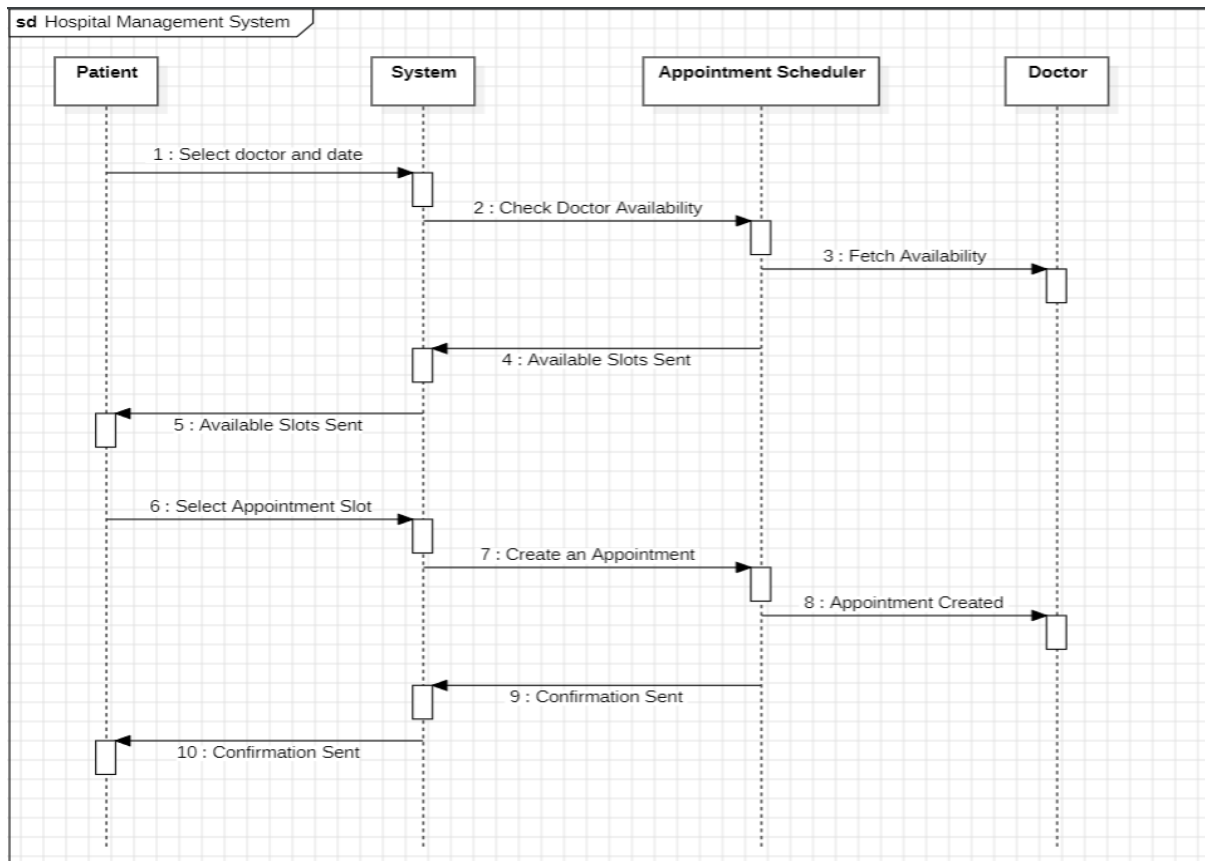 sd Hospital Management System
Patient
System
Appointment Scheduler
Doctor
1 : Select doctor and date
2 : Check Doctor Availability
3 : Fetch Availability
4 : Available Slots Sent
5 : Available Slots Sent
6 : Select Appointment Slot
7 : Create an Appointment
8 : Appointment Created
9 : Confirmation Sent
10 : Confirmation Sent